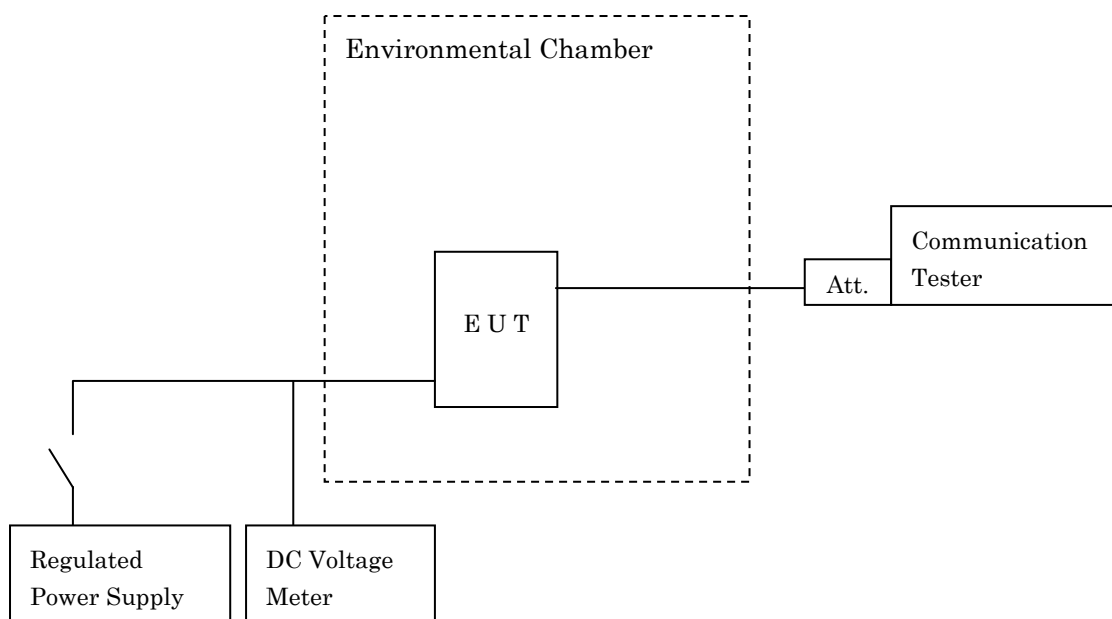 Environmental Chamber
Communication
Tester
Att.
E U T
Regulated
Power Supply
DC Voltage
Meter